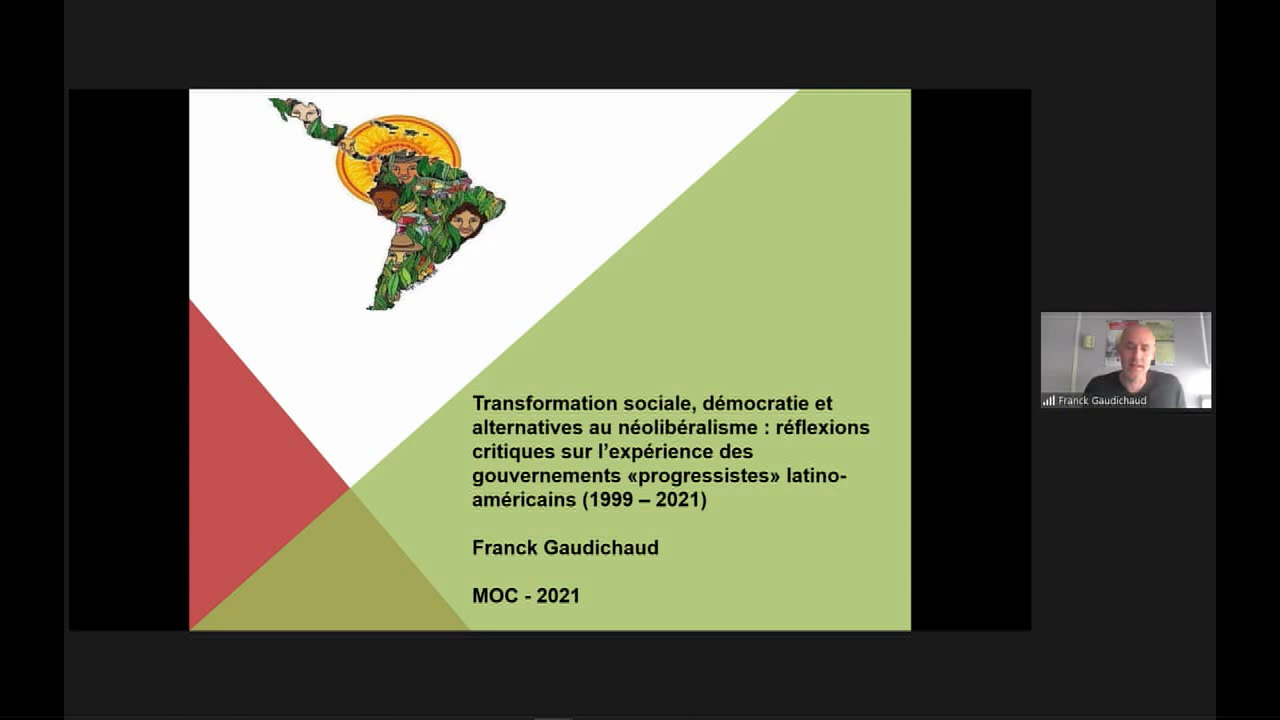 Transformation sociale, démocratie et
alternatives au néolibéralisme : réflexions
critiques sur l’expérience des
gouvernements «progressistes» latino-
américains (1999 – 2021)
Franck Gaudichaud
MOC - 2021
Franck Gaudichaud